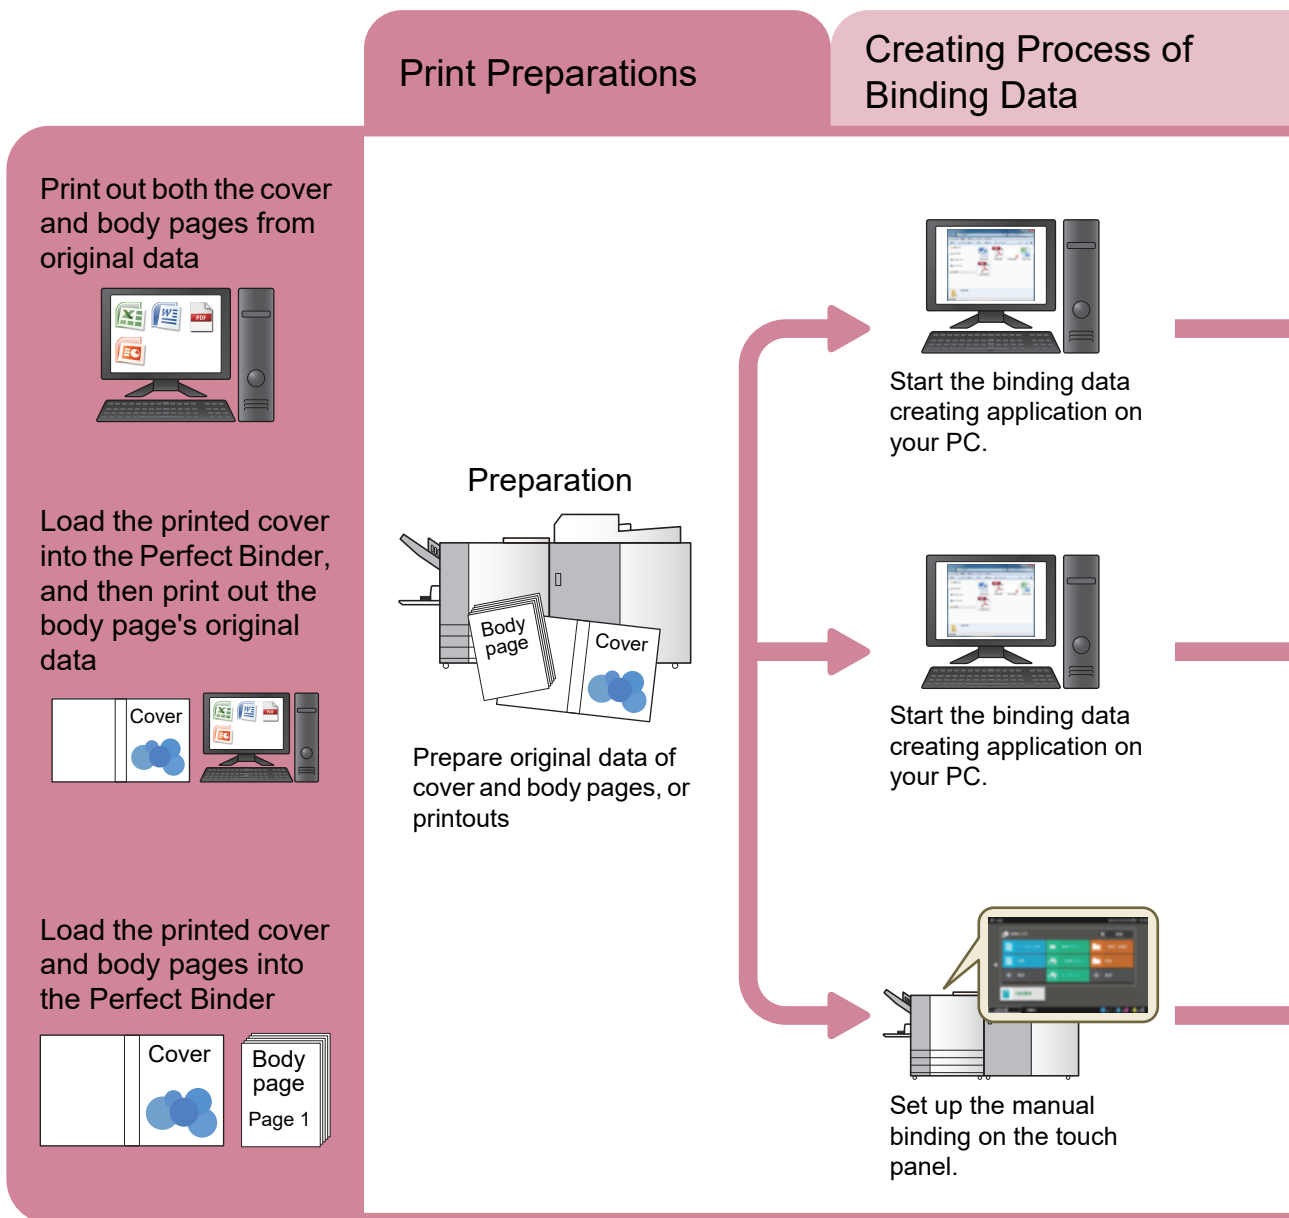 Print Preparations
Creating Process of
Binding Data
Print out both the cover
and body pages from
original data
PDF
Load the printed cover
into the Perfect Binder,
and then print out the
body page's original
data
Cover
PDF
Load the printed cover
and body pages into
the Perfect Binder
Cover
Body
page
Page 1
Preparation
Body
page
Cover
Prepare original data of
cover and body pages, or
printouts
Start the binding data
creating application on
your PC.
Start the binding data
creating application on
your PC.
Set up the manual
binding on the touch
panel.